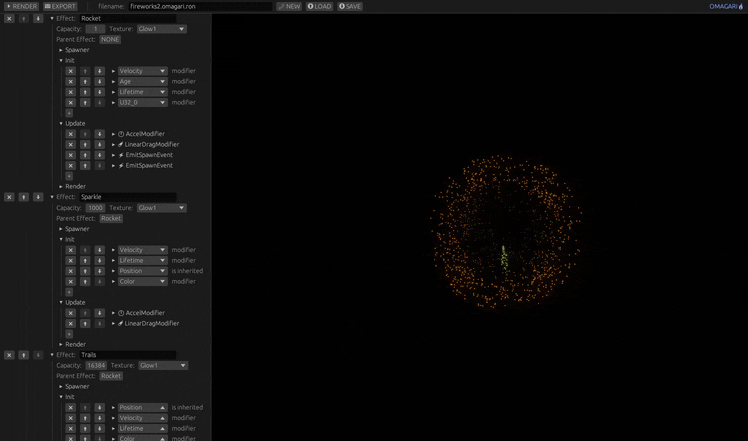 RENDER EXPORT filename: fireworks2.omagari.ron NEW LOAD SAVE OMAGARI
Effect: Rocket
Capacity: 1 Texture: Glow1
Parent Effect: NONE
Spawner
Init
Velocity modifier
Age modifier
Lifetime modifier
U32_0 modifier
+
Update
AccelModifier
LinearDragModifier
EmitSpawnEvent
EmitSpawnEvent
+
Render
Effect: Sparkle
Capacity: 1000 Texture: Glow1
Parent Effect: Rocket
Spawner
Init
Velocity modifier
Lifetime modifier
Position is inherited
Color modifier
+
Update
AccelModifier
LinearDragModifier
+
Render
Effect: Trails
Capacity: 16384 Texture: Glow1
Parent Effect: Rocket
Spawner
Init
Position is inherited
Velocity modifier
Lifetime modifier
Color modifier